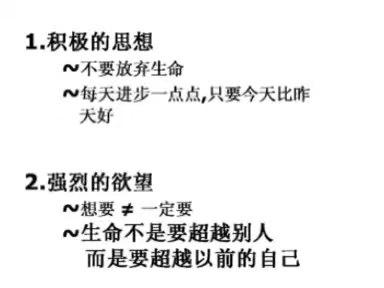 1.积极的思想
~不要放弃生命
~每天进步一点点,只要今天比昨
天好
2.强烈的欲望
~想要 ≠ 一定要
~生命不是要超越别人
而是要超越以前的自己